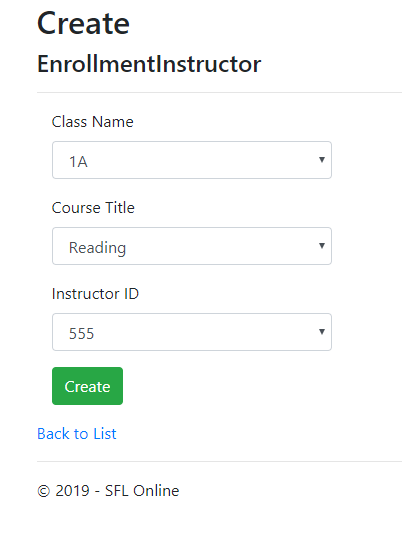 Create
EnrollmentInstructor
Class Name
1A
Course Title
Reading
Instructor ID
555
Create
Back to List
© 2019 - SFL Online